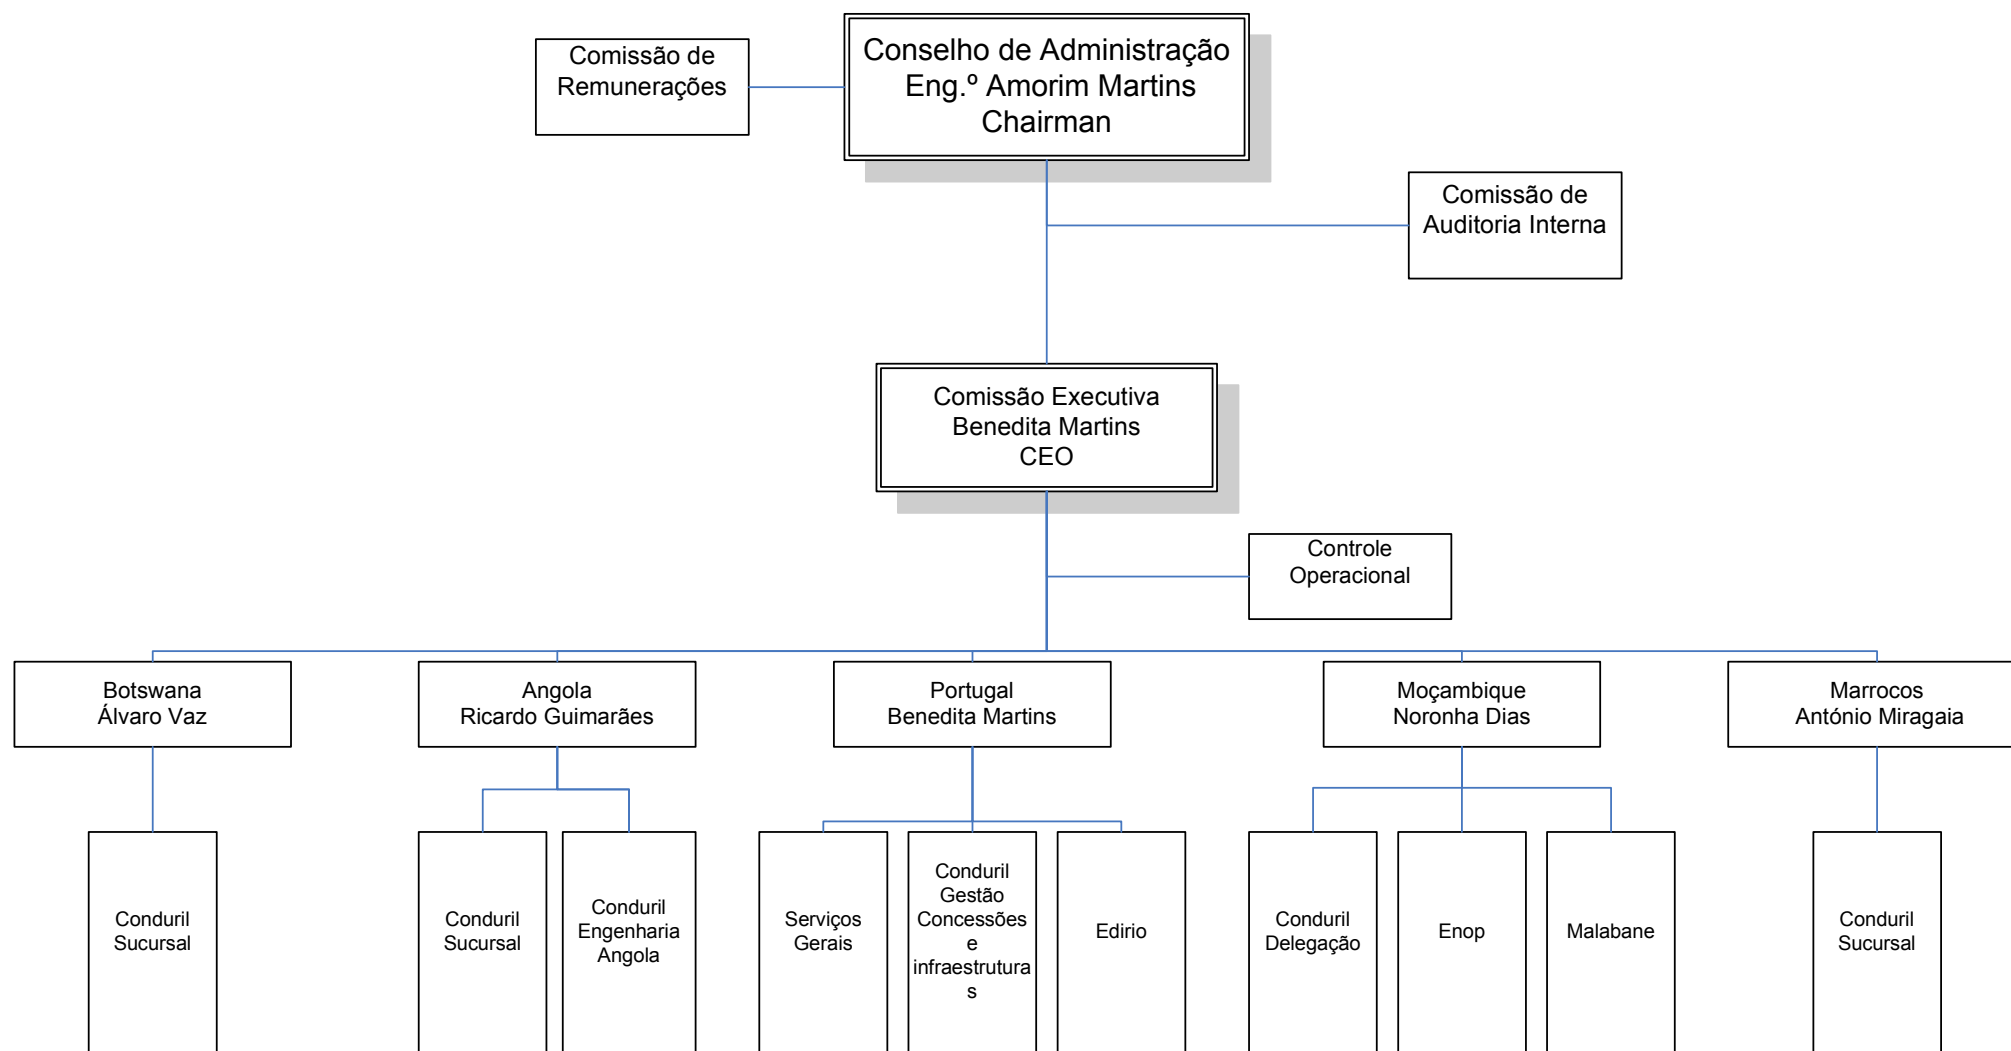 Comissão de
Remunerações
Conselho de Administração
Eng.º Amorim Martins
Chairman
Comissão de
Auditoria Interna
Comissão Executiva
Benedita Martins
CEO
Controle
Operacional
Botswana
Álvaro Vaz
Angola
Ricardo Guimarães
Portugal
Benedita Martins
Moçambique
Noronha Dias
Marrocos
António Miragaia
Conduril
Sucursal
Conduril
Sucursal
Conduril
Engenharia
Angola
Serviços
Gerais
Conduril
Gestão
Concessões
e
infraestrutura
s
Edirio
Conduril
Delegação
Enop
Malabane
Conduril
Sucursal